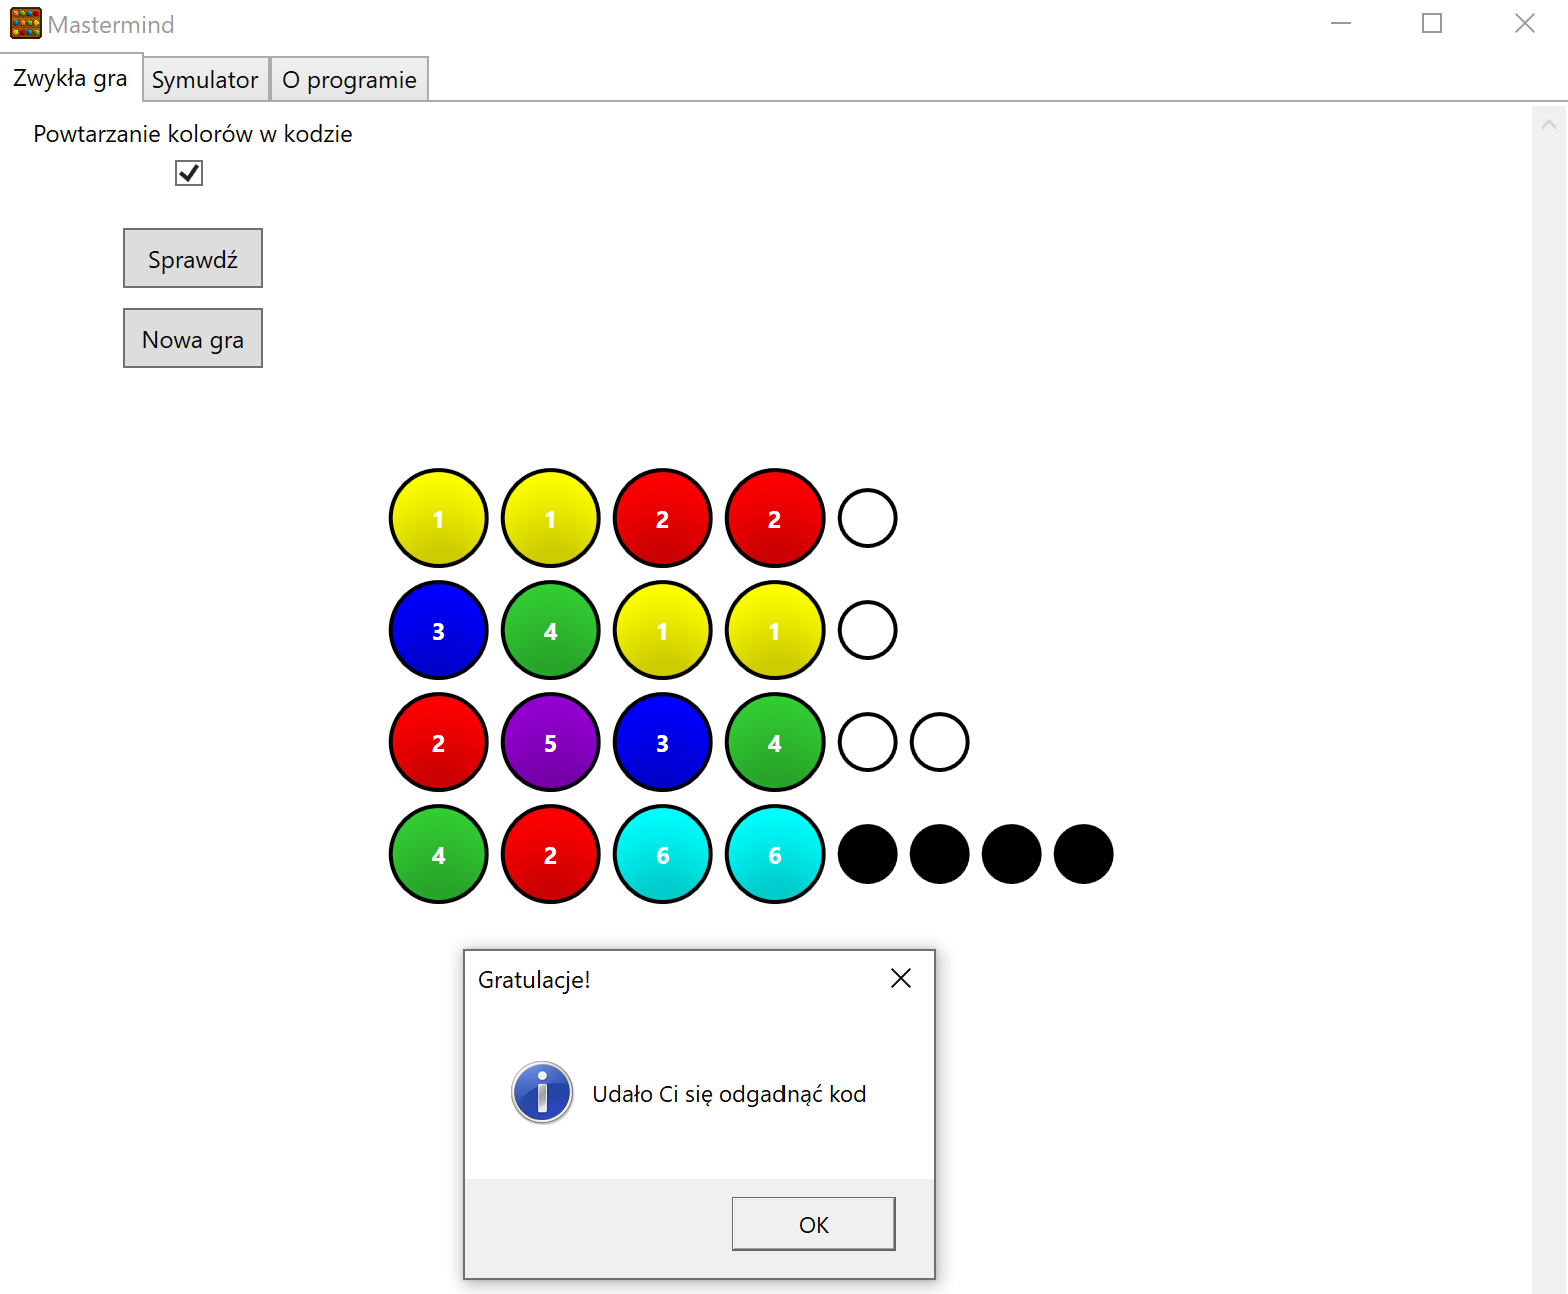 Mastermind
Zwykła gra Symulator O programie
Powtarzanie kolorów w kodzie
Sprawdź
Nowa gra
1 1 2 2
3 4 1 1
2 5 3 4
4 2 6 6
Gratulacje!
Udało Ci się odgadnąć kod
OK